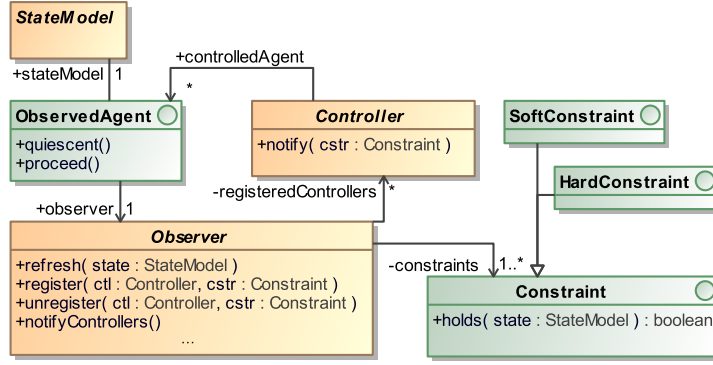 StateModel
+stateModel 1
+controlledAgent
*
ObservedAgent
+quiescent()
+proceed()
Controller
+notify( cstr : Constraint )
SoftConstraint
HardConstraint
-registeredControllers *
+observer 1
Observer
+refresh( state : StateModel )
+register( ctl : Controller, cstr : Constraint )
+unregister( ctl : Controller, cstr : Constraint )
+notifyControllers()
...
-constraints 1..*
Constraint
+holds( state : StateModel ) : boolean